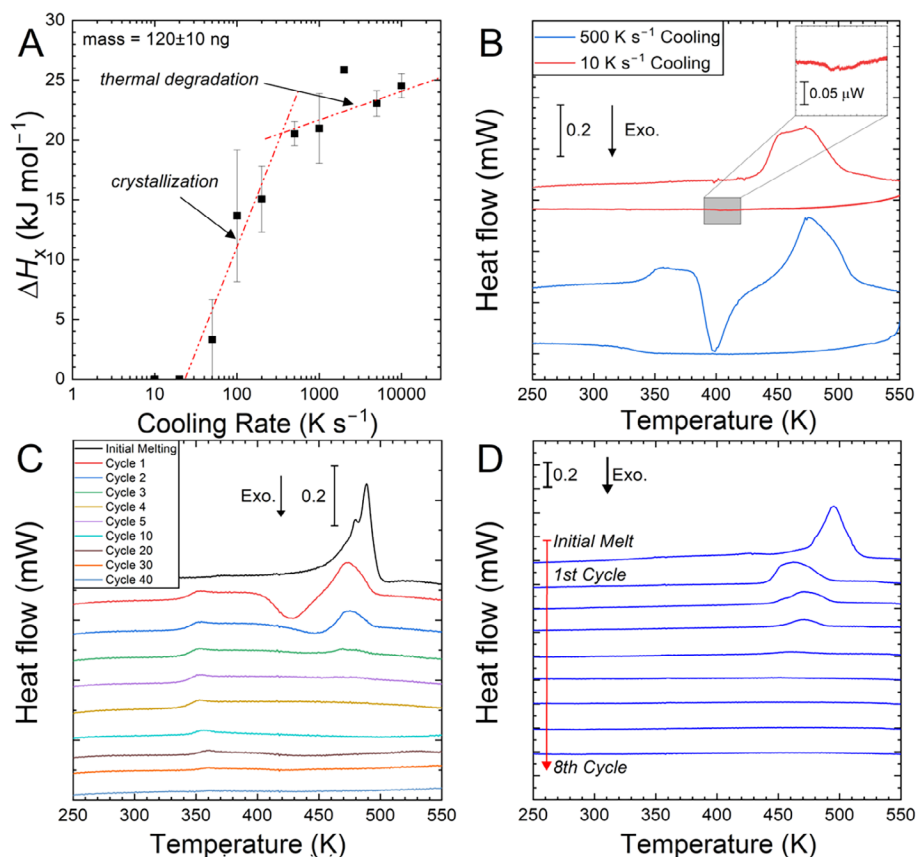 A
mass = 120±10 ng
thermal degradation
crystallization
ΔHₓ (kJ mol⁻¹)
30
25
20
15
10
5
0
1 10 100 1000 10000
Cooling Rate (K s⁻¹)
B
500 K s⁻¹ Cooling
10 K s⁻¹ Cooling
0.05 µW
0.2
Exo.
Heat flow (mW)
250 300 350 400 450 500 550
Temperature (K)
C
Initial Melting
Cycle 1
Cycle 2
Cycle 3
Cycle 4
Cycle 5
Cycle 10
Cycle 20
Cycle 30
Cycle 40
Exo.
0.2
Heat flow (mW)
250 300 350 400 450 500 550
Temperature (K)
D
0.2
Exo.
Initial Melt
1st Cycle
8th Cycle
Heat flow (mW)
250 300 350 400 450 500 550
Temperature (K)